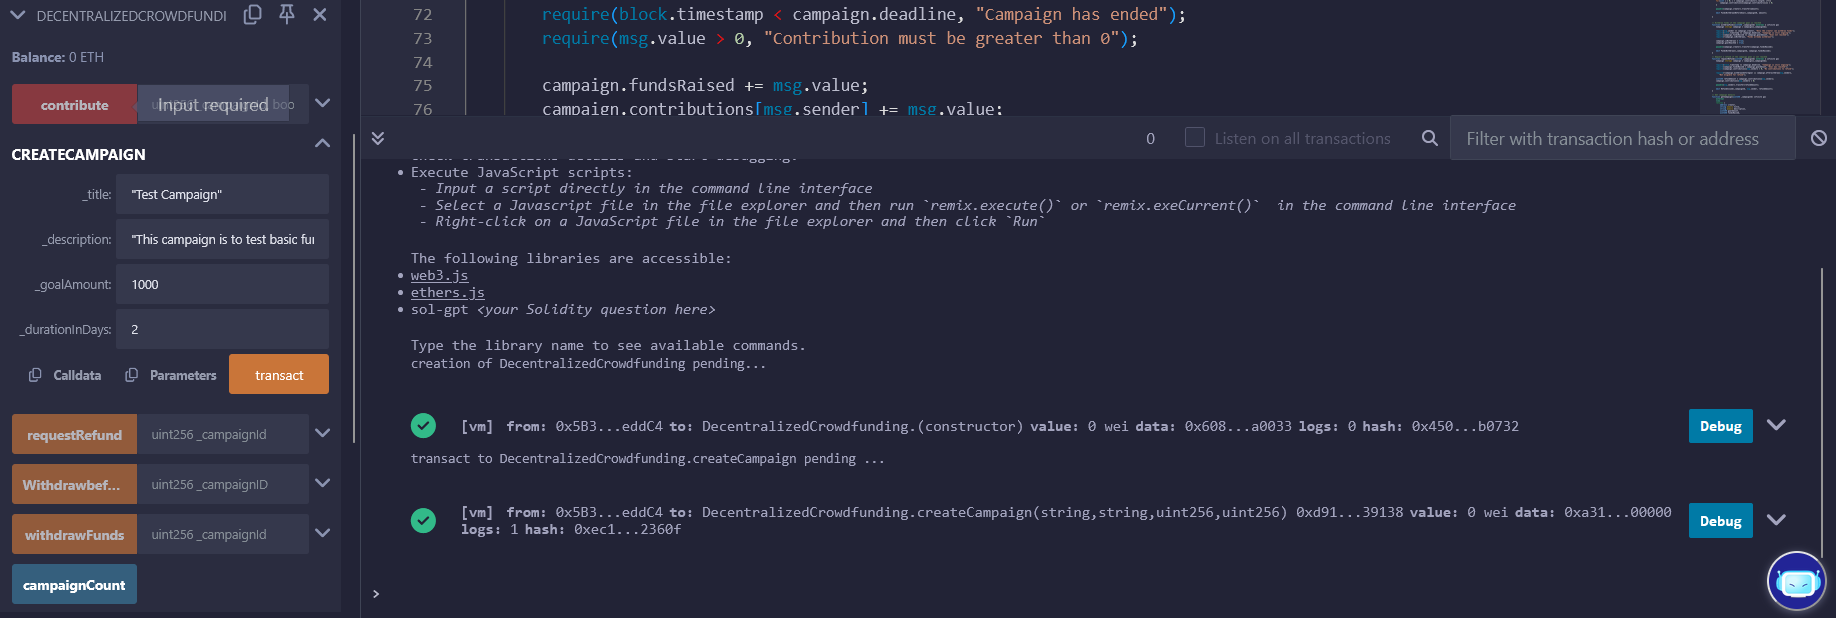 DECENTRALIZEDCROWDFUNDI
Balance: 0 ETH
contribute
Input required
CREATECAMPAIGN
_title: "Test Campaign"
_description: "This campaign is to test basic fur
_goalAmount: 1000
_durationInDays: 2
Calldata Parameters transact
requestRefund uint256 _campaignId
Withdrawbef... uint256 _campaignID
withdrawFunds uint256 _campaignId
campaignCount
72 require(block.timestamp < campaign.deadline, "Campaign has ended");
73 require(msg.value > 0, "Contribution must be greater than 0");
74
75 campaign.fundsRaised += msg.value;
76 campaign.contributions[msg.sender] += msg.value;
0 Listen on all transactions Filter with transaction hash or address
• Execute JavaScript scripts:
- Input a script directly in the command line interface
- Select a Javascript file in the file explorer and then run `remix.execute()` or `remix.exeCurrent()` in the command line interface
- Right-click on a JavaScript file in the file explorer and then click `Run`
The following libraries are accessible:
• web3.js
• ethers.js
• sol-gpt <your Solidity question here>
Type the library name to see available commands.
creation of DecentralizedCrowdfunding pending...
[vm] from: 0x5B3...eddC4 to: DecentralizedCrowdfunding.(constructor) value: 0 wei data: 0x608...a0033 logs: 0 hash: 0x450...b0732 Debug
transact to DecentralizedCrowdfunding.createCampaign pending ...
[vm] from: 0x5B3...eddC4 to: DecentralizedCrowdfunding.createCampaign(string,string,uint256,uint256) 0xd91...39138 value: 0 wei data: 0xa31...00000
logs: 1 hash: 0xec1...2360f Debug
>